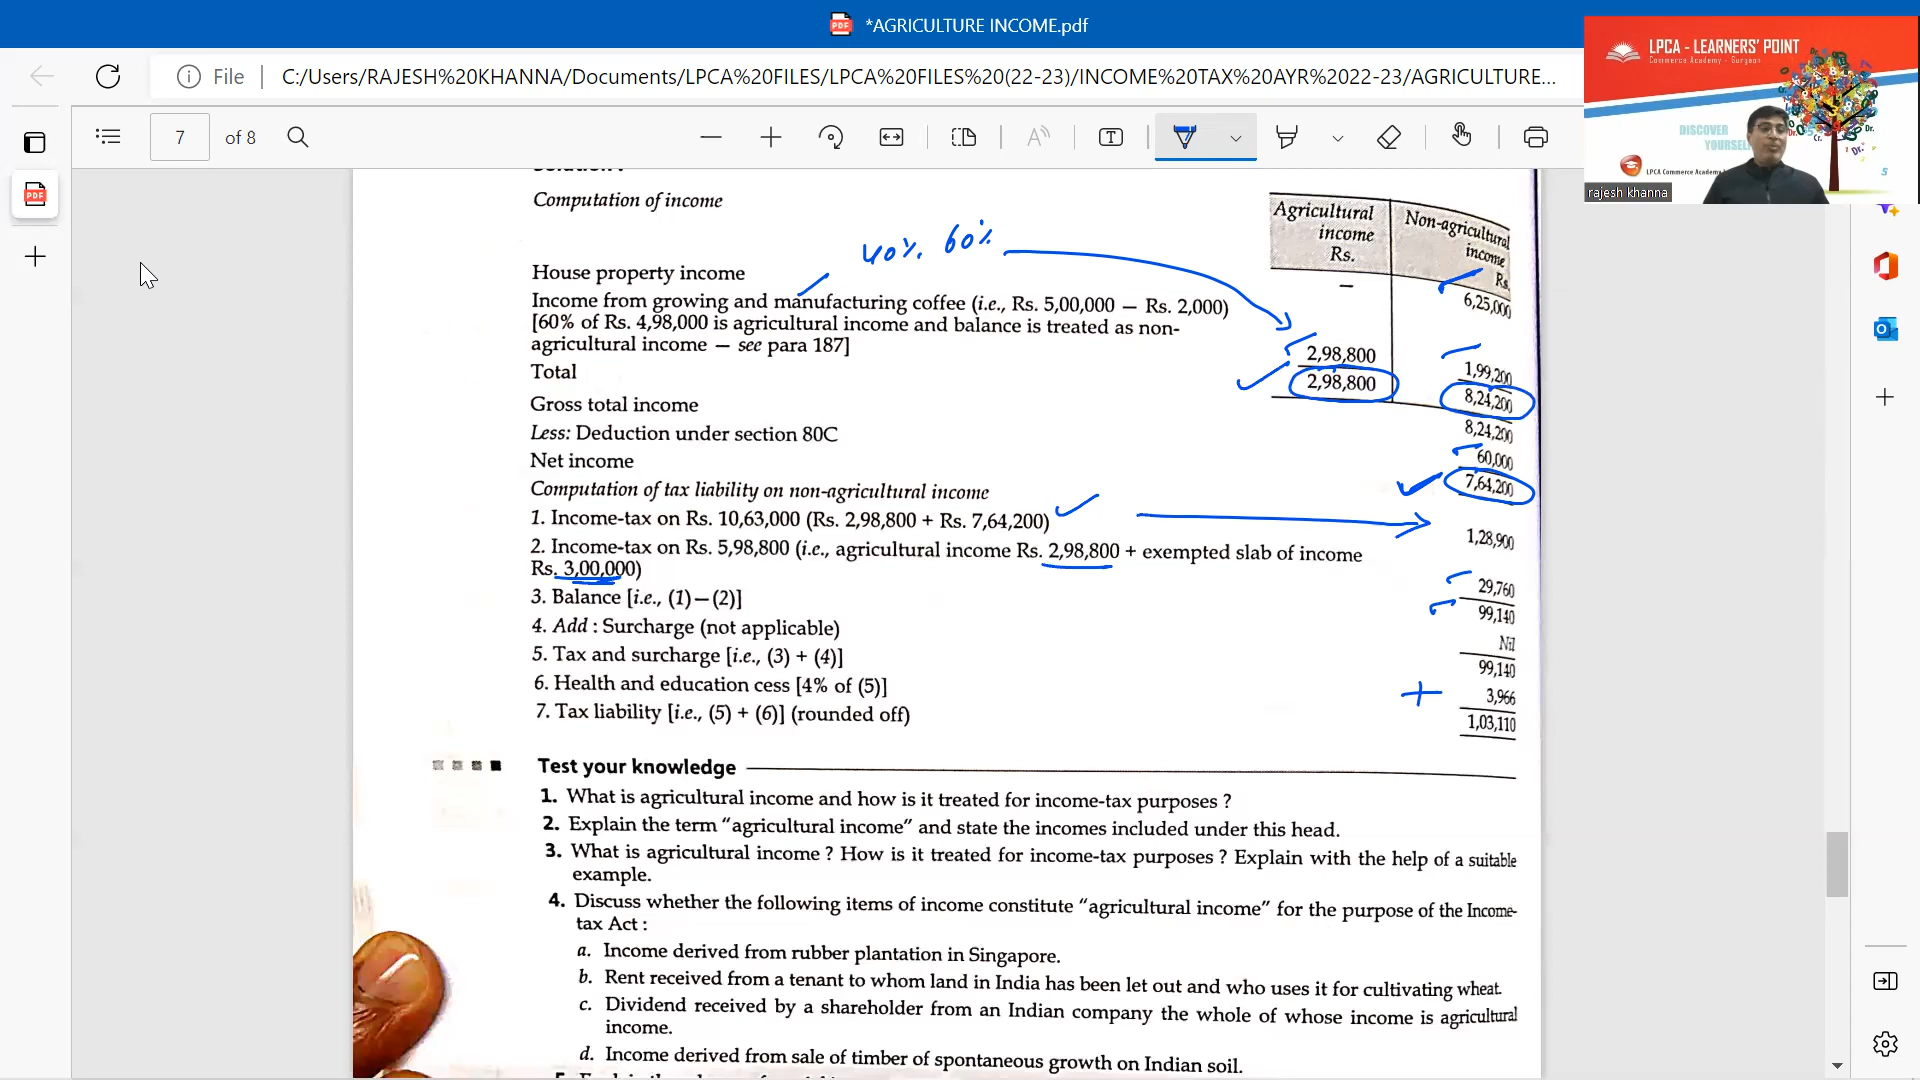 *AGRICULTURE INCOME.pdf
File
C:/Users/RAJESH%20KHANNA/Documents/LPCA%20FILES/LPCA%20FILES%20(22-23)/INCOME%20TAX%20AYR%2022-23/AGRICULTURE...
7 of 8
LPCA - LEARNERS' POINT
Commerce Academy - Gurgaon
DISCOVER
YOURSEL
LPCA Commerce Academy
5
rajesh khanna
Computation of income
Agricultural income Rs.
Non-agricultural income Rs.
40% 60%
House property income — 6,25,000
Income from growing and manufacturing coffee (i.e., Rs. 5,00,000 — Rs. 2,000)
[60% of Rs. 4,98,000 is agricultural income and balance is treated as non-
agricultural income — see para 187] 2,98,800 1,99,200
Total 2,98,800 8,24,200
Gross total income 8,24,200
Less: Deduction under section 80C 60,000
Net income 7,64,200
Computation of tax liability on non-agricultural income
1. Income-tax on Rs. 10,63,000 (Rs. 2,98,800 + Rs. 7,64,200) 1,28,900
2. Income-tax on Rs. 5,98,800 (i.e., agricultural income Rs. 2,98,800 + exempted slab of income
Rs. 3,00,000) 29,760
3. Balance [i.e., (1)—(2)] 99,140
4. Add : Surcharge (not applicable) Nil
5. Tax and surcharge [i.e., (3) + (4)] 99,140
6. Health and education cess [4% of (5)] + 3,966
7. Tax liability [i.e., (5) + (6)] (rounded off) 1,03,110
Test your knowledge
1. What is agricultural income and how is it treated for income-tax purposes ?
2. Explain the term “agricultural income” and state the incomes included under this head.
3. What is agricultural income ? How is it treated for income-tax purposes ? Explain with the help of a suitable
example.
4. Discuss whether the following items of income constitute “agricultural income” for the purpose of the Income-
tax Act :
a. Income derived from rubber plantation in Singapore.
b. Rent received from a tenant to whom land in India has been let out and who uses it for cultivating wheat.
c. Dividend received by a shareholder from an Indian company the whole of whose income is agricultural
income.
d. Income derived from sale of timber of spontaneous growth on Indian soil.